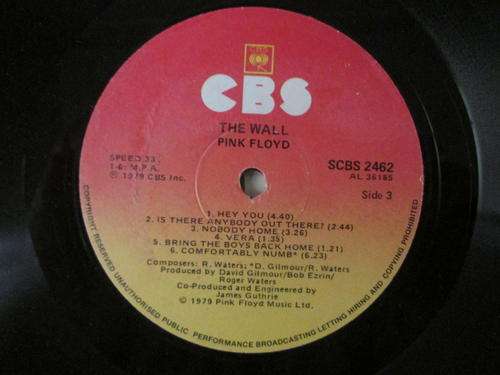 CBS
THE WALL
PINK FLOYD
SPEED 33
SCBS 2462
1-6. M.P.A.
AL 36185
℗ 1979 CBS Inc.
Side 3
1. HEY YOU (4.40)
2. IS THERE ANYBODY OUT THERE? (2.44)
3. NOBODY HOME (3.26)
4. VERA (1.35)
5. BRING THE BOYS BACK HOME (1.21)
6. COMFORTABLY NUMB* (6.23)
Composers: R. Waters; *D. Gilmour/R. Waters
Produced by David Gilmour/Bob Ezrin/
Roger Waters
Co-Produced and Engineered by
James Guthrie
© 1979 Pink Floyd Music Ltd.
COPYRIGHT RESERVED UNAUTHORISED PUBLIC PERFORMANCE BROADCASTING LETTING HIRING AND COPYING PROHIBITED